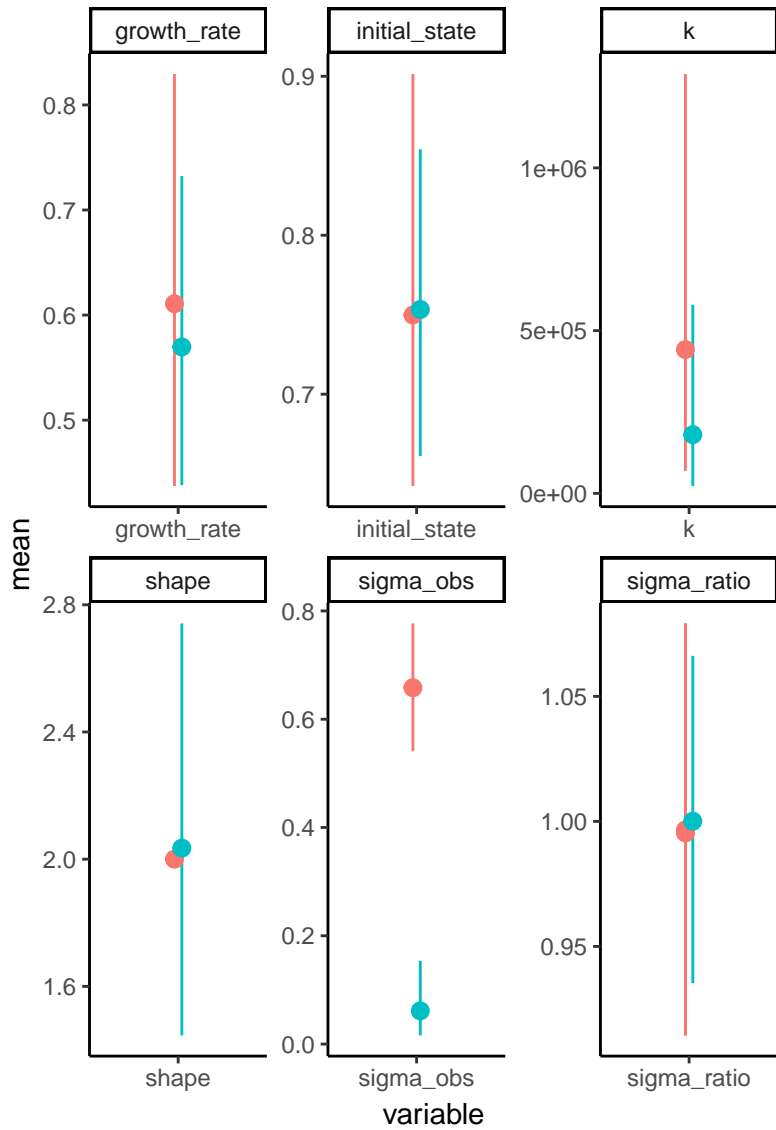 growth_rate
initial_state
k
0.8
0.7
0.6
0.5
growth_rate
0.9
0.8
0.7
initial_state
1e+06
5e+05
0e+00
k
mean
shape
sigma_obs
sigma_ratio
2.8
2.4
2.0
1.6
shape
0.8
0.6
0.4
0.2
0.0
sigma_obs
1.05
1.00
0.95
sigma_ratio
variable